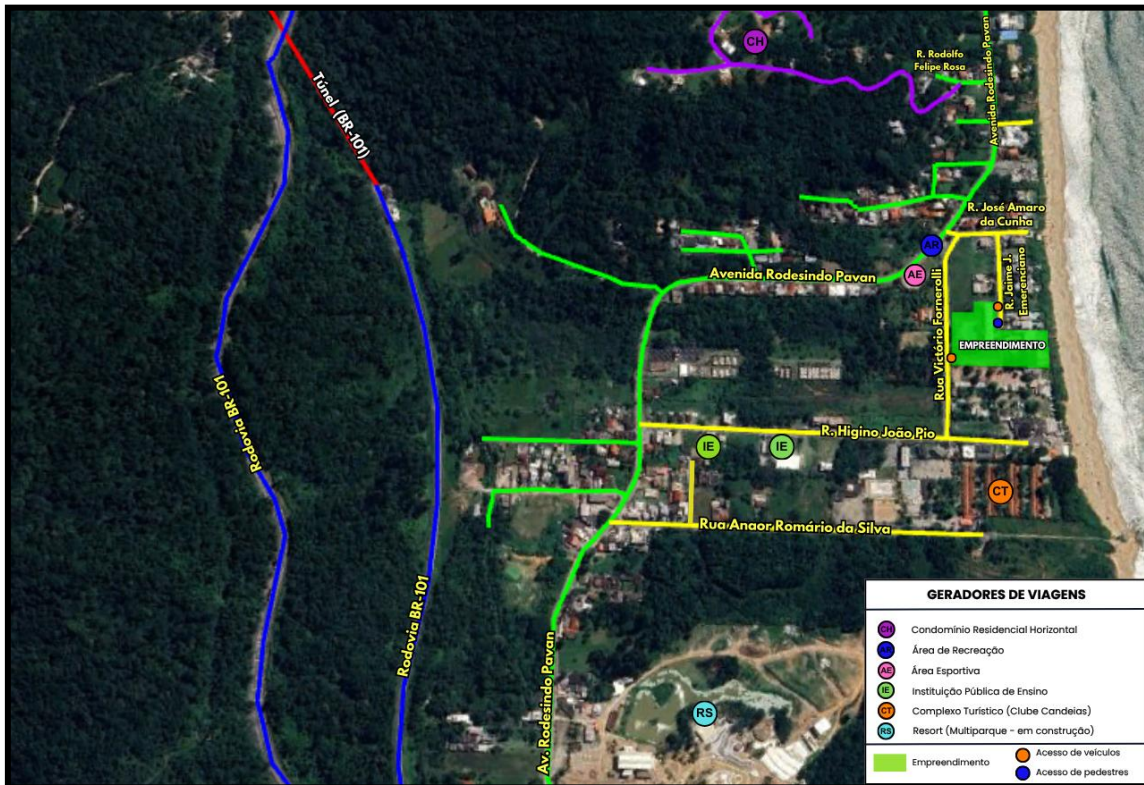 CH
R. Rodolfo
Felipe Rosa
Avenida Rodesindo Pavan
Túnel (BR-101)
R. José Amaro
da Cunha
AR
AE
Avenida Rodesindo Pavan
R. Jaime J.
Emerenciano
Rua Victório Fornerolli
EMPREENDIMENTO
Rodovia BR-101
R. Higino João Pio
IE
IE
CT
Rua Anaor Romário da Silva
Rodovia BR-101
Av. Rodesindo Pavan
RS
GERADORES DE VIAGENS
CH Condomínio Residencial Horizontal
AR Área de Recreação
AE Área Esportiva
IE Instituição Pública de Ensino
CT Complexo Turístico (Clube Candeias)
RS Resort (Multiparque - em construção)
Empreendimento
Acesso de veículos
Acesso de pedestres